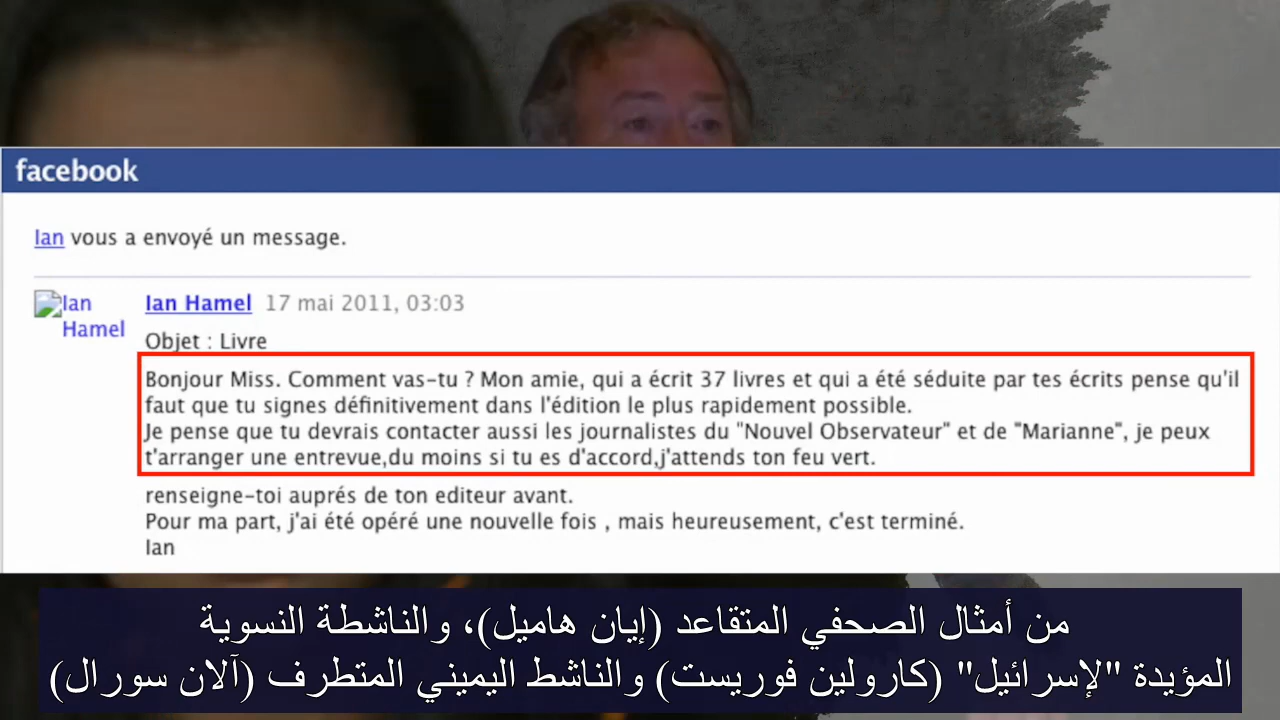 facebook
Ian vous a envoyé un message.
Ian Hamel
Ian Hamel 17 mai 2011, 03:03
Objet : Livre
Bonjour Miss. Comment vas-tu ? Mon amie, qui a écrit 37 livres et qui a été séduite par tes écrits pense qu'il
faut que tu signes définitivement dans l'édition le plus rapidement possible.
Je pense que tu devrais contacter aussi les journalistes du "Nouvel Observateur" et de "Marianne", je peux
t'arranger une entrevue,du moins si tu es d'accord,j'attends ton feu vert.
renseigne-toi auprés de ton editeur avant.
Pour ma part, j'ai été opéré une nouvelle fois , mais heureusement, c'est terminé.
Ian
من أمثال الصحفي المتقاعد (إيان هاميل)، والناشطة النسوية
المؤيدة "لإسرائيل" (كارولين فوريست) والناشط اليميني المتطرف (آلان سورال)